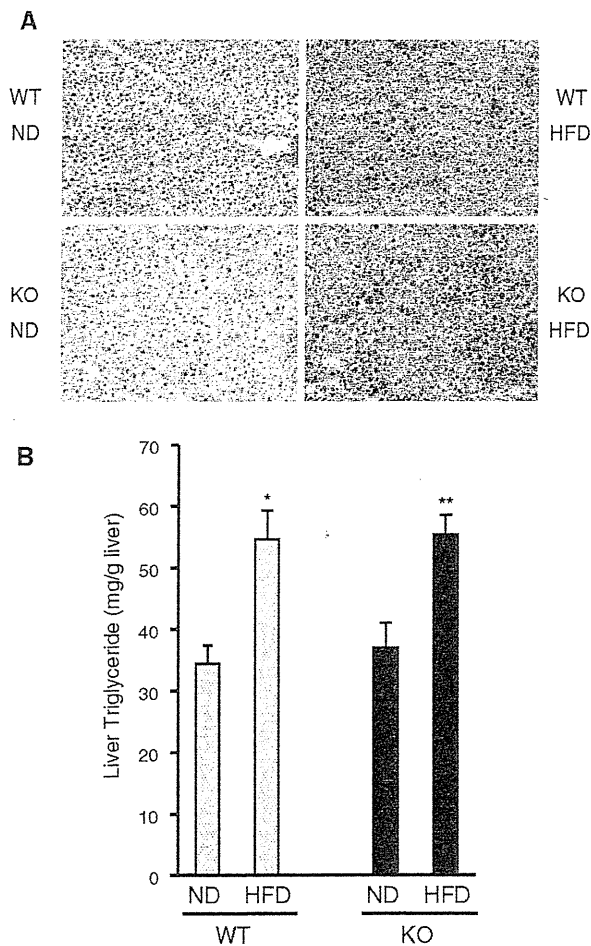 A
WT
ND
WT
HFD
KO
ND
KO
HFD
B
Liver Triglyceride (mg/g liver)
70
60
50
40
30
20
10
0
*
**
ND HFD ND HFD
WT KO